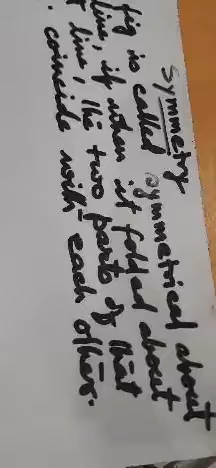 Symmetry
fig is called symmetrical about
line, if when it folded about
line, the two parts of that
coincide with each others.